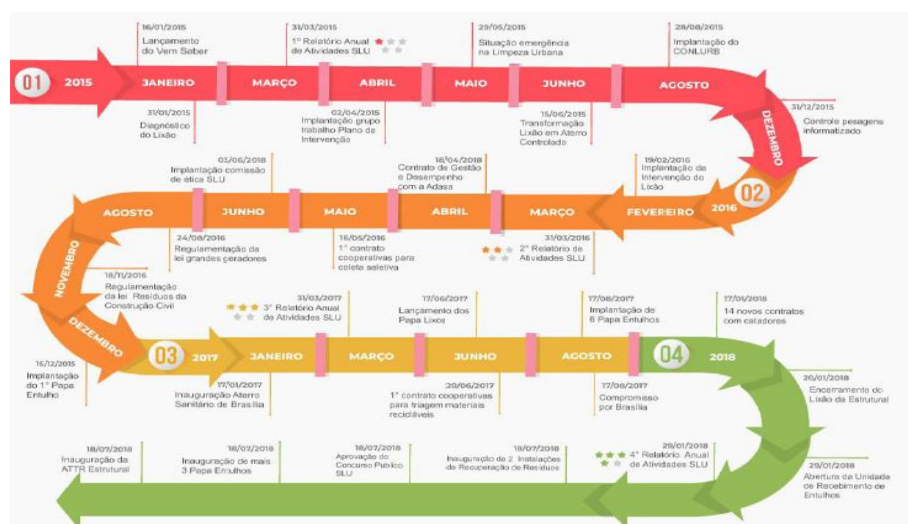 16/01/2015
Lançamento
do Vem Saber
31/03/2015
1º Relatório Anual
de Atividades SLU
29/05/2015
Situação emergência
na Limpeza Urbana
28/08/2015
Implantação do
CONLURB
01 2015 JANEIRO MARÇO ABRIL MAIO JUNHO AGOSTO DEZEMBRO
31/01/2015
Diagnóstico
do Lixão
02/04/2015
Implantação grupo
trabalho Plano de
Intervenção
15/06/2015
Transformação
Lixão em Aterro
Controlado
31/12/2015
Controle pesagens
informatizado
03/06/2018
Implantação comissão
de ética SLU
18/04/2018
Contrato de Gestão
e Desempenho
com a Adasa
19/02/2016
Implantação da
Intervenção do
Lixão
02 2016 FEVEREIRO MARÇO ABRIL MAIO JUNHO AGOSTO NOVEMBRO DEZEMBRO
24/08/2016
Regulamentação da
lei grandes geradores
16/05/2016
1º contrato
cooperativas para
coleta seletiva
31/03/2016
2º Relatório de
Atividades SLU
18/11/2016
Regulamentação
da lei Resíduos da
Construção Civil
16/12/2015
Implantação
do 1º Papa
Entulho
31/03/2017
3º Relatório Anual
de Atividades SLU
17/06/2017
Lançamento dos
Papa Lixos
17/08/2017
Implantação de
6 Papa Entulhos
17/01/2018
14 novos contratos
com catadores
03 2017 JANEIRO MARÇO JUNHO AGOSTO 04 2018
17/01/2017
Inauguração Aterro
Sanitário de Brasília
20/06/2017
1º contrato cooperativas
para triagem materiais
recicláveis
17/08/2017
Compromisso
por Brasília
20/01/2018
Encerramento do
Lixão da Estrutural
18/07/2018
Inauguração da
ATTR Estrutural
18/07/2018
Inauguração de mais
3 Papa Entulhos
18/07/2018
Aprovação do
Concurso Público
SLU
18/07/2018
Inauguração de 2 Instalações
de Recuperação de Resíduos
29/01/2018
4º Relatório Anual
de Atividades SLU
29/01/2018
Abertura da Unidade
de Recebimento de
Entulhos